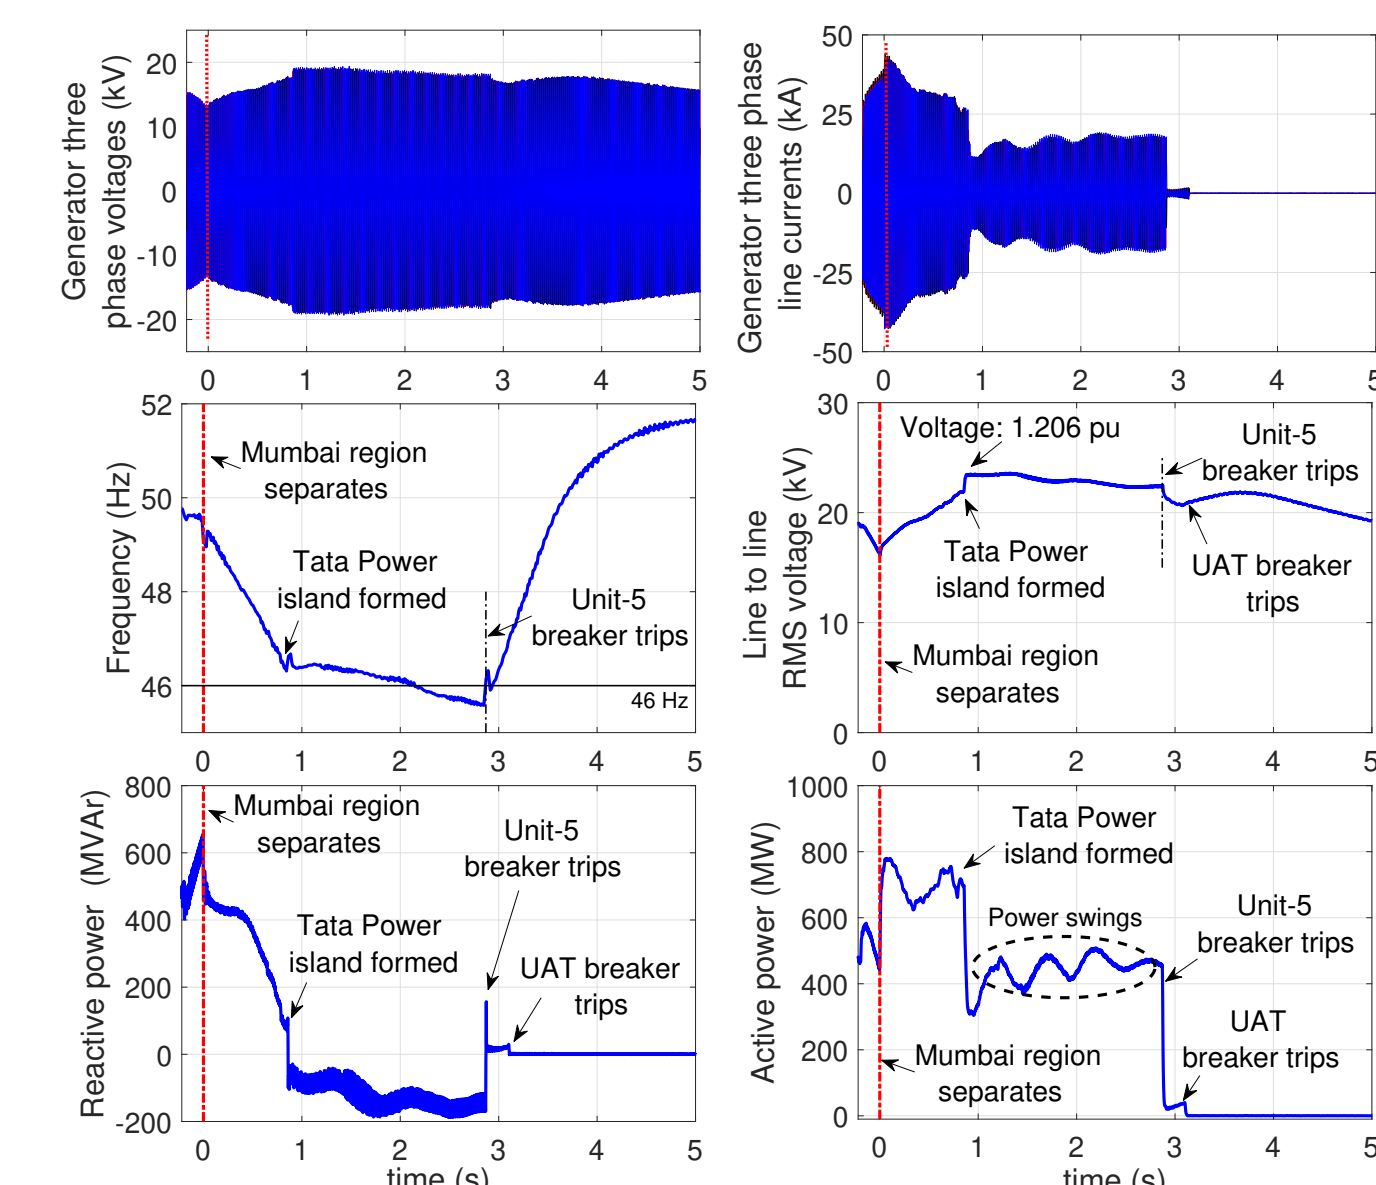 Generator three
phase voltages (kV)
20
10
0
-10
-20
0 1 2 3 4 5
Generator three phase
line currents (kA)
50
25
0
-25
-50
0 1 2 3 4 5
Frequency (Hz)
52
50
48
46
Mumbai region
separates
Tata Power
island formed
Unit-5
breaker trips
46 Hz
0 1 2 3 4 5
Line to line
RMS voltage (kV)
30
20
10
0
Voltage: 1.206 pu
Unit-5
breaker trips
Tata Power
island formed
UAT breaker
trips
Mumbai region
separates
0 1 2 3 4 5
Reactive power (MVAr)
800
600
400
200
0
-200
Mumbai region
separates
Unit-5
breaker trips
Tata Power
island formed
UAT breaker
trips
0 1 2 3 4 5
time (s)
Active power (MW)
1000
800
600
400
200
0
Tata Power
island formed
Power swings
Unit-5
breaker trips
UAT
breaker trips
Mumbai region
separates
0 1 2 3 4 5
time (s)